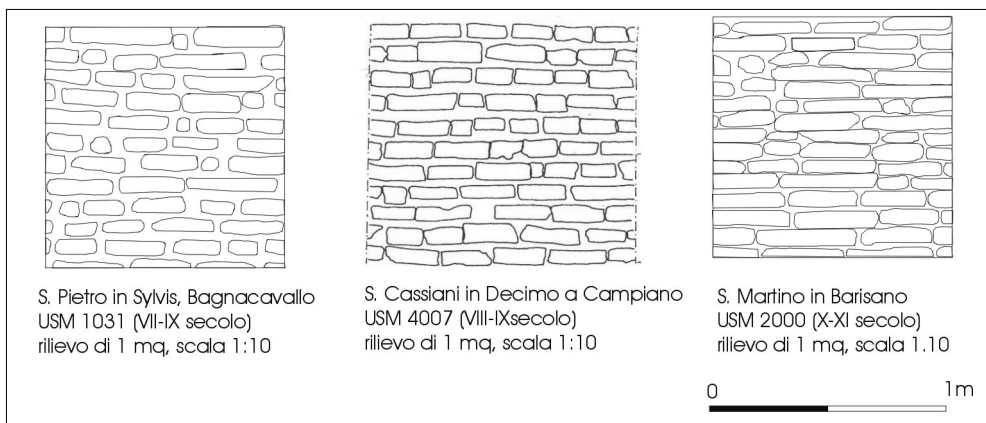 S. Pietro in Sylvis, Bagnacavallo
USM 1031 (VII-IX secolo)
rilievo di 1 mq, scala 1:10
S. Cassiani in Decimo a Campiano
USM 4007 (VIII-IXsecolo)
rilievo di 1 mq, scala 1:10
S. Martino in Barisano
USM 2000 (X-XI secolo)
rilievo di 1 mq, scala 1.10
0 1m